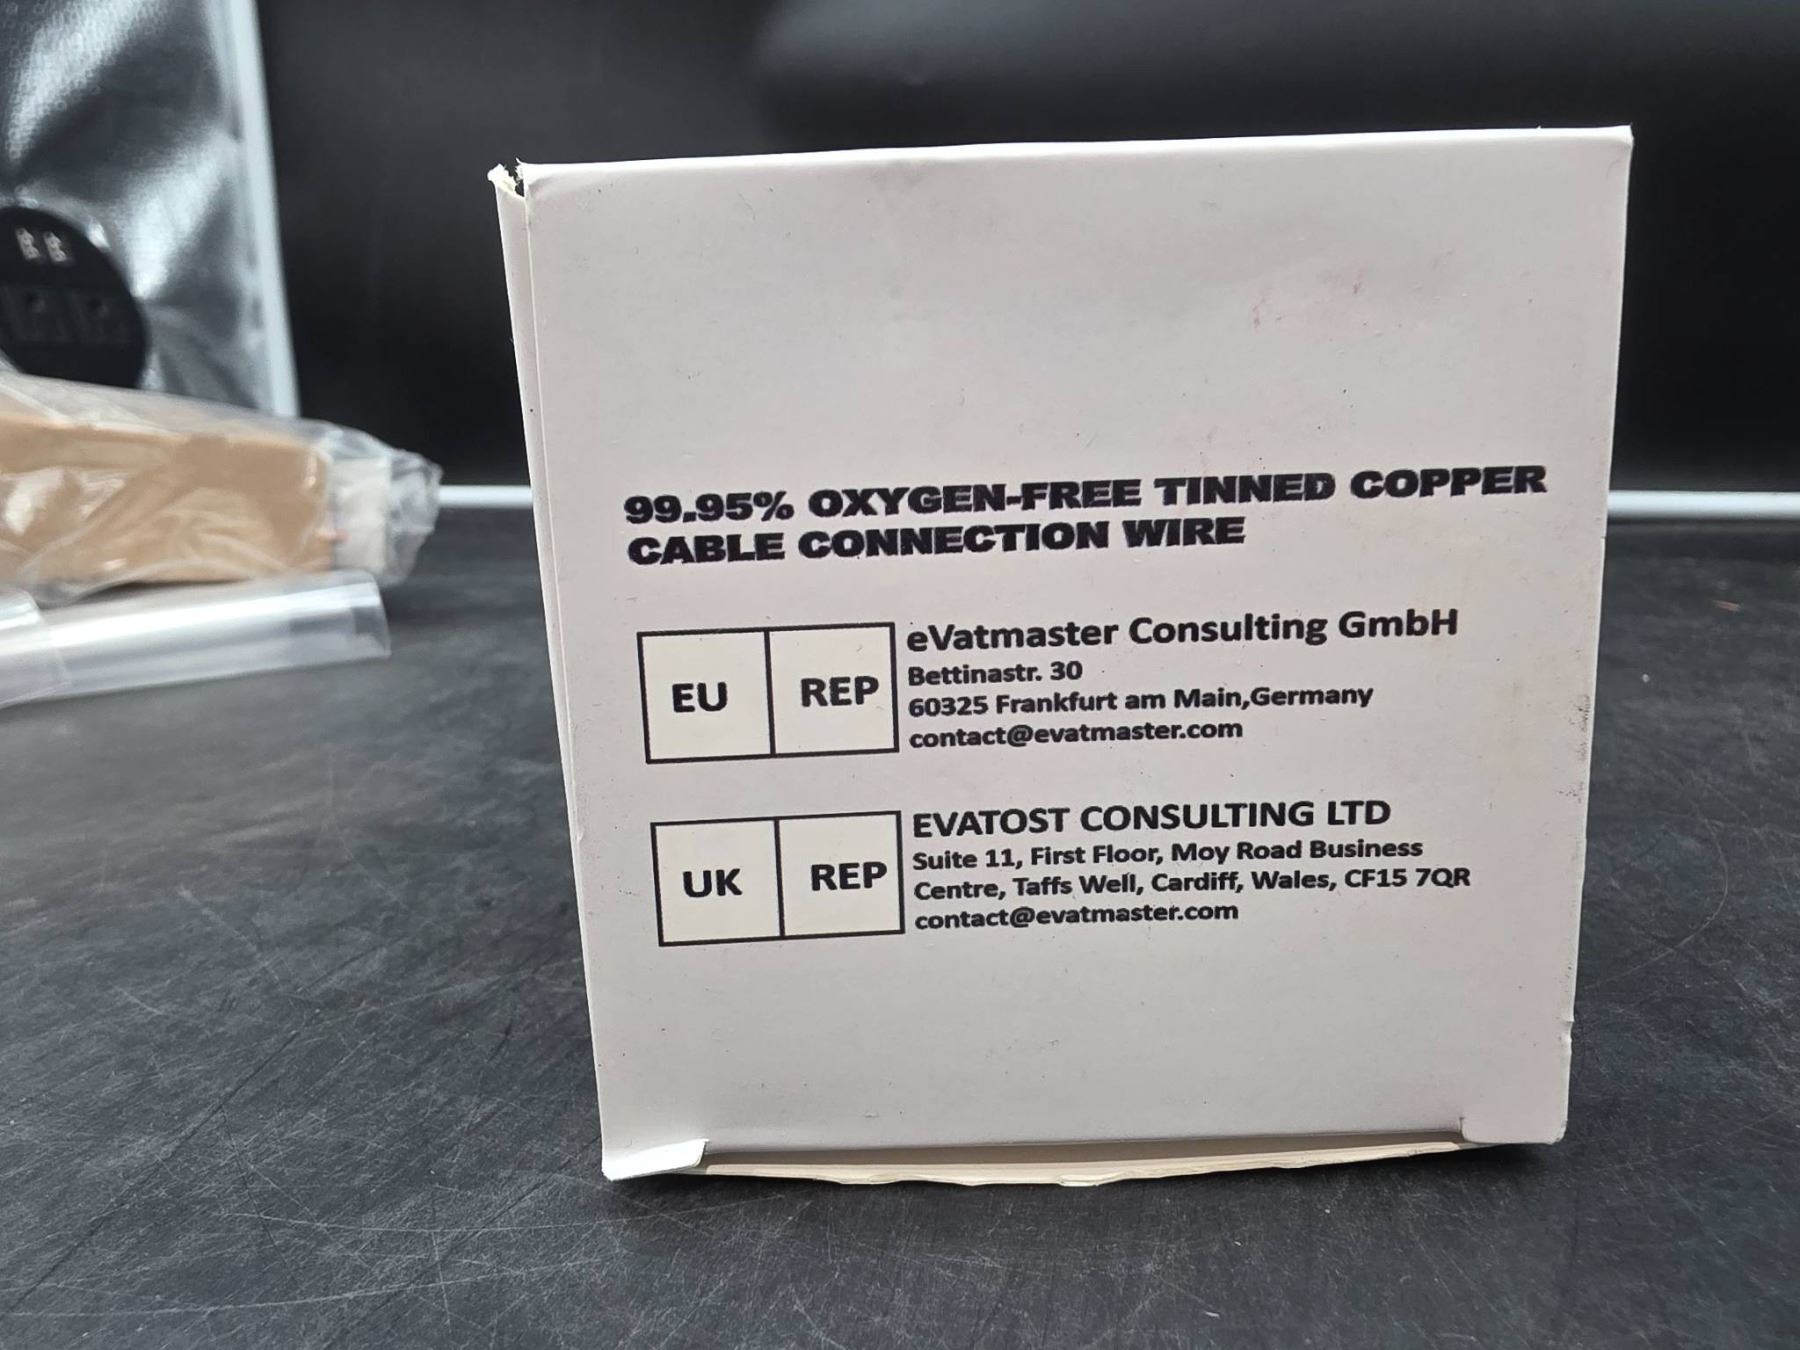 99.95% OXYGEN-FREE TINNED COPPER
CABLE CONNECTION WIRE
EU
REP
eVatmaster Consulting GmbH
Bettinastr. 30
60325 Frankfurt am Main,Germany
contact@evatmaster.com
UK
REP
EVATOST CONSULTING LTD
Suite 11, First Floor, Moy Road Business
Centre, Taffs Well, Cardiff, Wales, CF15 7QR
contact@evatmaster.com